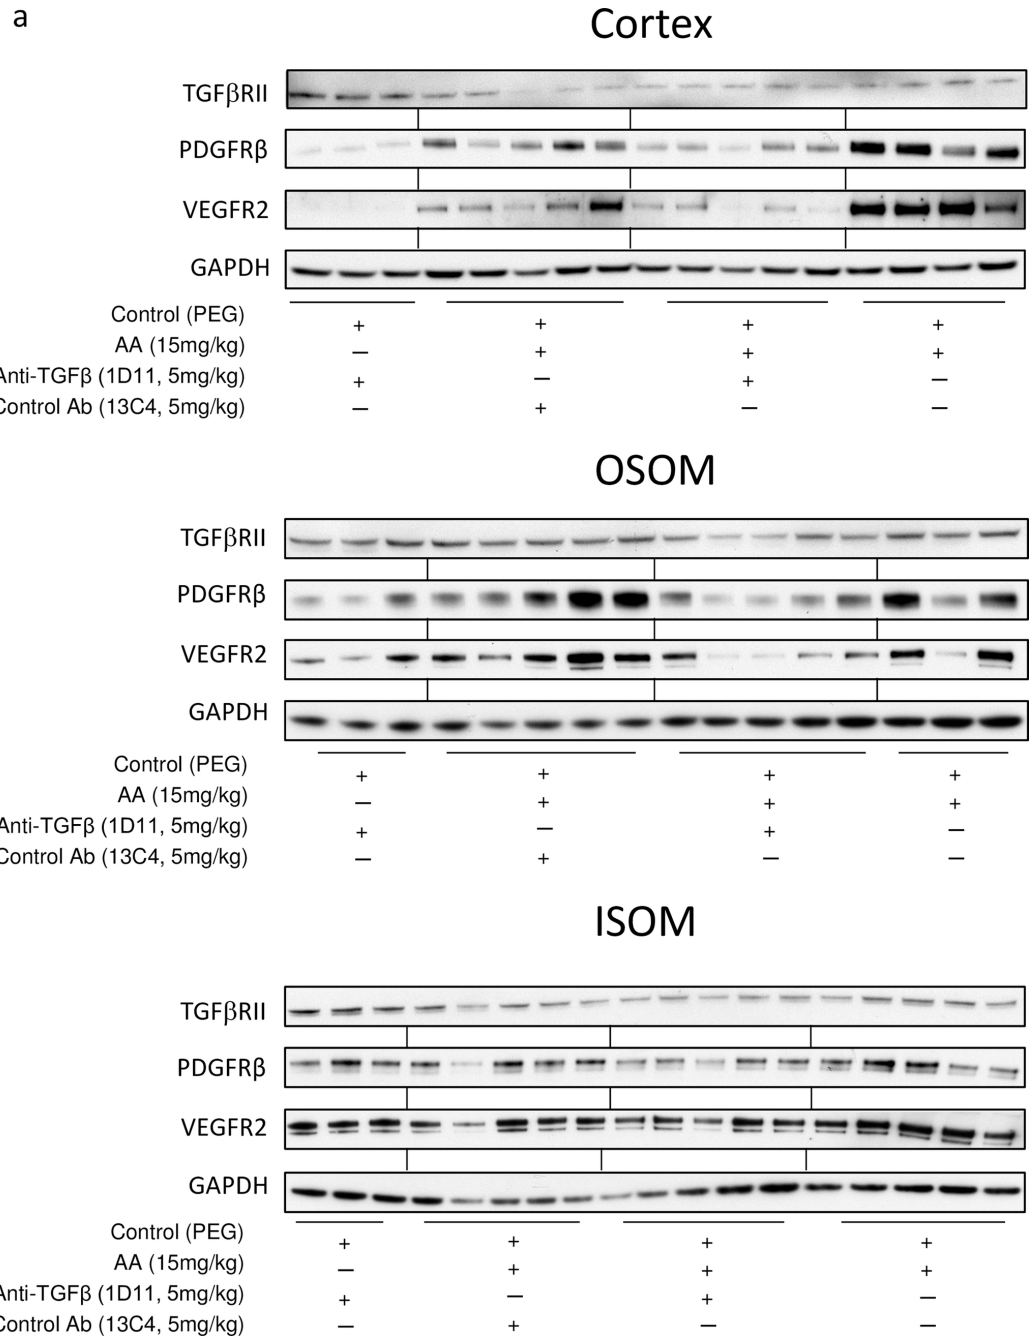 a
Cortex
TGFβRII
PDGFRβ
VEGFR2
GAPDH
Control (PEG) + + + +
AA (15mg/kg) — + + +
Anti-TGFβ (1D11, 5mg/kg) + — + —
Control Ab (13C4, 5mg/kg) — + — —
OSOM
TGFβRII
PDGFRβ
VEGFR2
GAPDH
Control (PEG) + + + +
AA (15mg/kg) — + + +
Anti-TGFβ (1D11, 5mg/kg) + — + —
Control Ab (13C4, 5mg/kg) — + — —
ISOM
TGFβRII
PDGFRβ
VEGFR2
GAPDH
Control (PEG) + + + +
AA (15mg/kg) — + + +
Anti-TGFβ (1D11, 5mg/kg) + — + —
Control Ab (13C4, 5mg/kg) — + — —